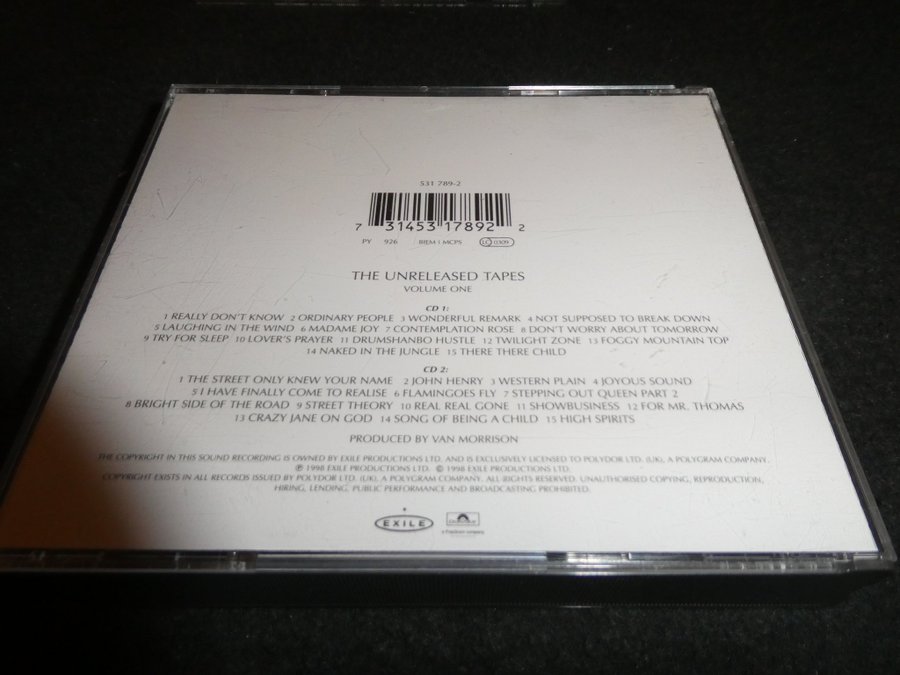 531 789-2
7 31453 17892 2
PY 926 BIEM | MCPS LC 0309
THE UNRELEASED TAPES
VOLUME ONE
CD 1:
1 REALLY DON'T KNOW 2 ORDINARY PEOPLE 3 WONDERFUL REMARK 4 NOT SUPPOSED TO BREAK DOWN
5 LAUGHING IN THE WIND 6 MADAME JOY 7 CONTEMPLATION ROSE 8 DON'T WORRY ABOUT TOMORROW
9 TRY FOR SLEEP 10 LOVER'S PRAYER 11 DRUMSHANBO HUSTLE 12 TWILIGHT ZONE 13 FOGGY MOUNTAIN TOP
14 NAKED IN THE JUNGLE 15 THERE THERE CHILD
CD 2:
1 THE STREET ONLY KNEW YOUR NAME 2 JOHN HENRY 3 WESTERN PLAIN 4 JOYOUS SOUND
5 I HAVE FINALLY COME TO REALISE 6 FLAMINGOES FLY 7 STEPPING OUT QUEEN PART 2
8 BRIGHT SIDE OF THE ROAD 9 STREET THEORY 10 REAL REAL GONE 11 SHOWBUSINESS 12 FOR MR. THOMAS
13 CRAZY JANE ON GOD 14 SONG OF BEING A CHILD 15 HIGH SPIRITS
PRODUCED BY VAN MORRISON
THE COPYRIGHT IN THIS SOUND RECORDING IS OWNED BY EXILE PRODUCTIONS LTD. AND IS EXCLUSIVELY LICENSED TO POLYDOR LTD. (UK), A POLYGRAM COMPANY.
℗ 1998 EXILE PRODUCTIONS LTD. © 1998 EXILE PRODUCTIONS LTD.
COPYRIGHT EXISTS IN ALL RECORDS ISSUED BY POLYDOR LTD. (UK), A POLYGRAM COMPANY. ALL RIGHTS RESERVED. UNAUTHORISED COPYING, REPRODUCTION,
HIRING, LENDING, PUBLIC PERFORMANCE AND BROADCASTING PROHIBITED.
EXILE